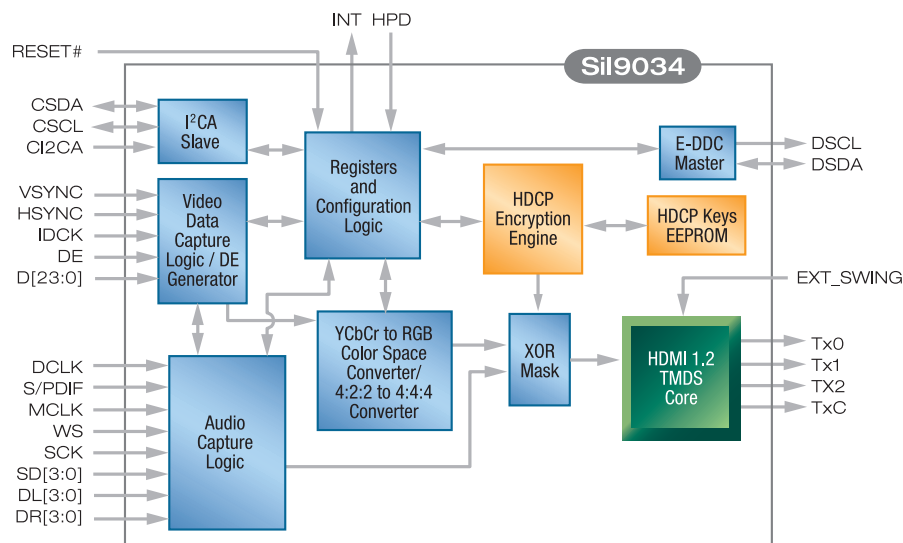 INT HPD
RESET#
SiI9034
CSDA
CSCL
CI2CA
I²CA
Slave
Registers
and
Configuration
Logic
E-DDC
Master
DSCL
DSDA
VSYNC
HSYNC
IDCK
DE
D[23:0]
Video
Data
Capture
Logic / DE
Generator
HDCP
Encryption
Engine
HDCP Keys
EEPROM
EXT_SWING
YCbCr to RGB
Color Space
Converter/
4:2:2 to 4:4:4
Converter
XOR
Mask
HDMI 1.2
TMDS
Core
Tx0
Tx1
TX2
TxC
DCLK
S/PDIF
MCLK
WS
SCK
SD[3:0]
DL[3:0]
DR[3:0]
Audio
Capture
Logic